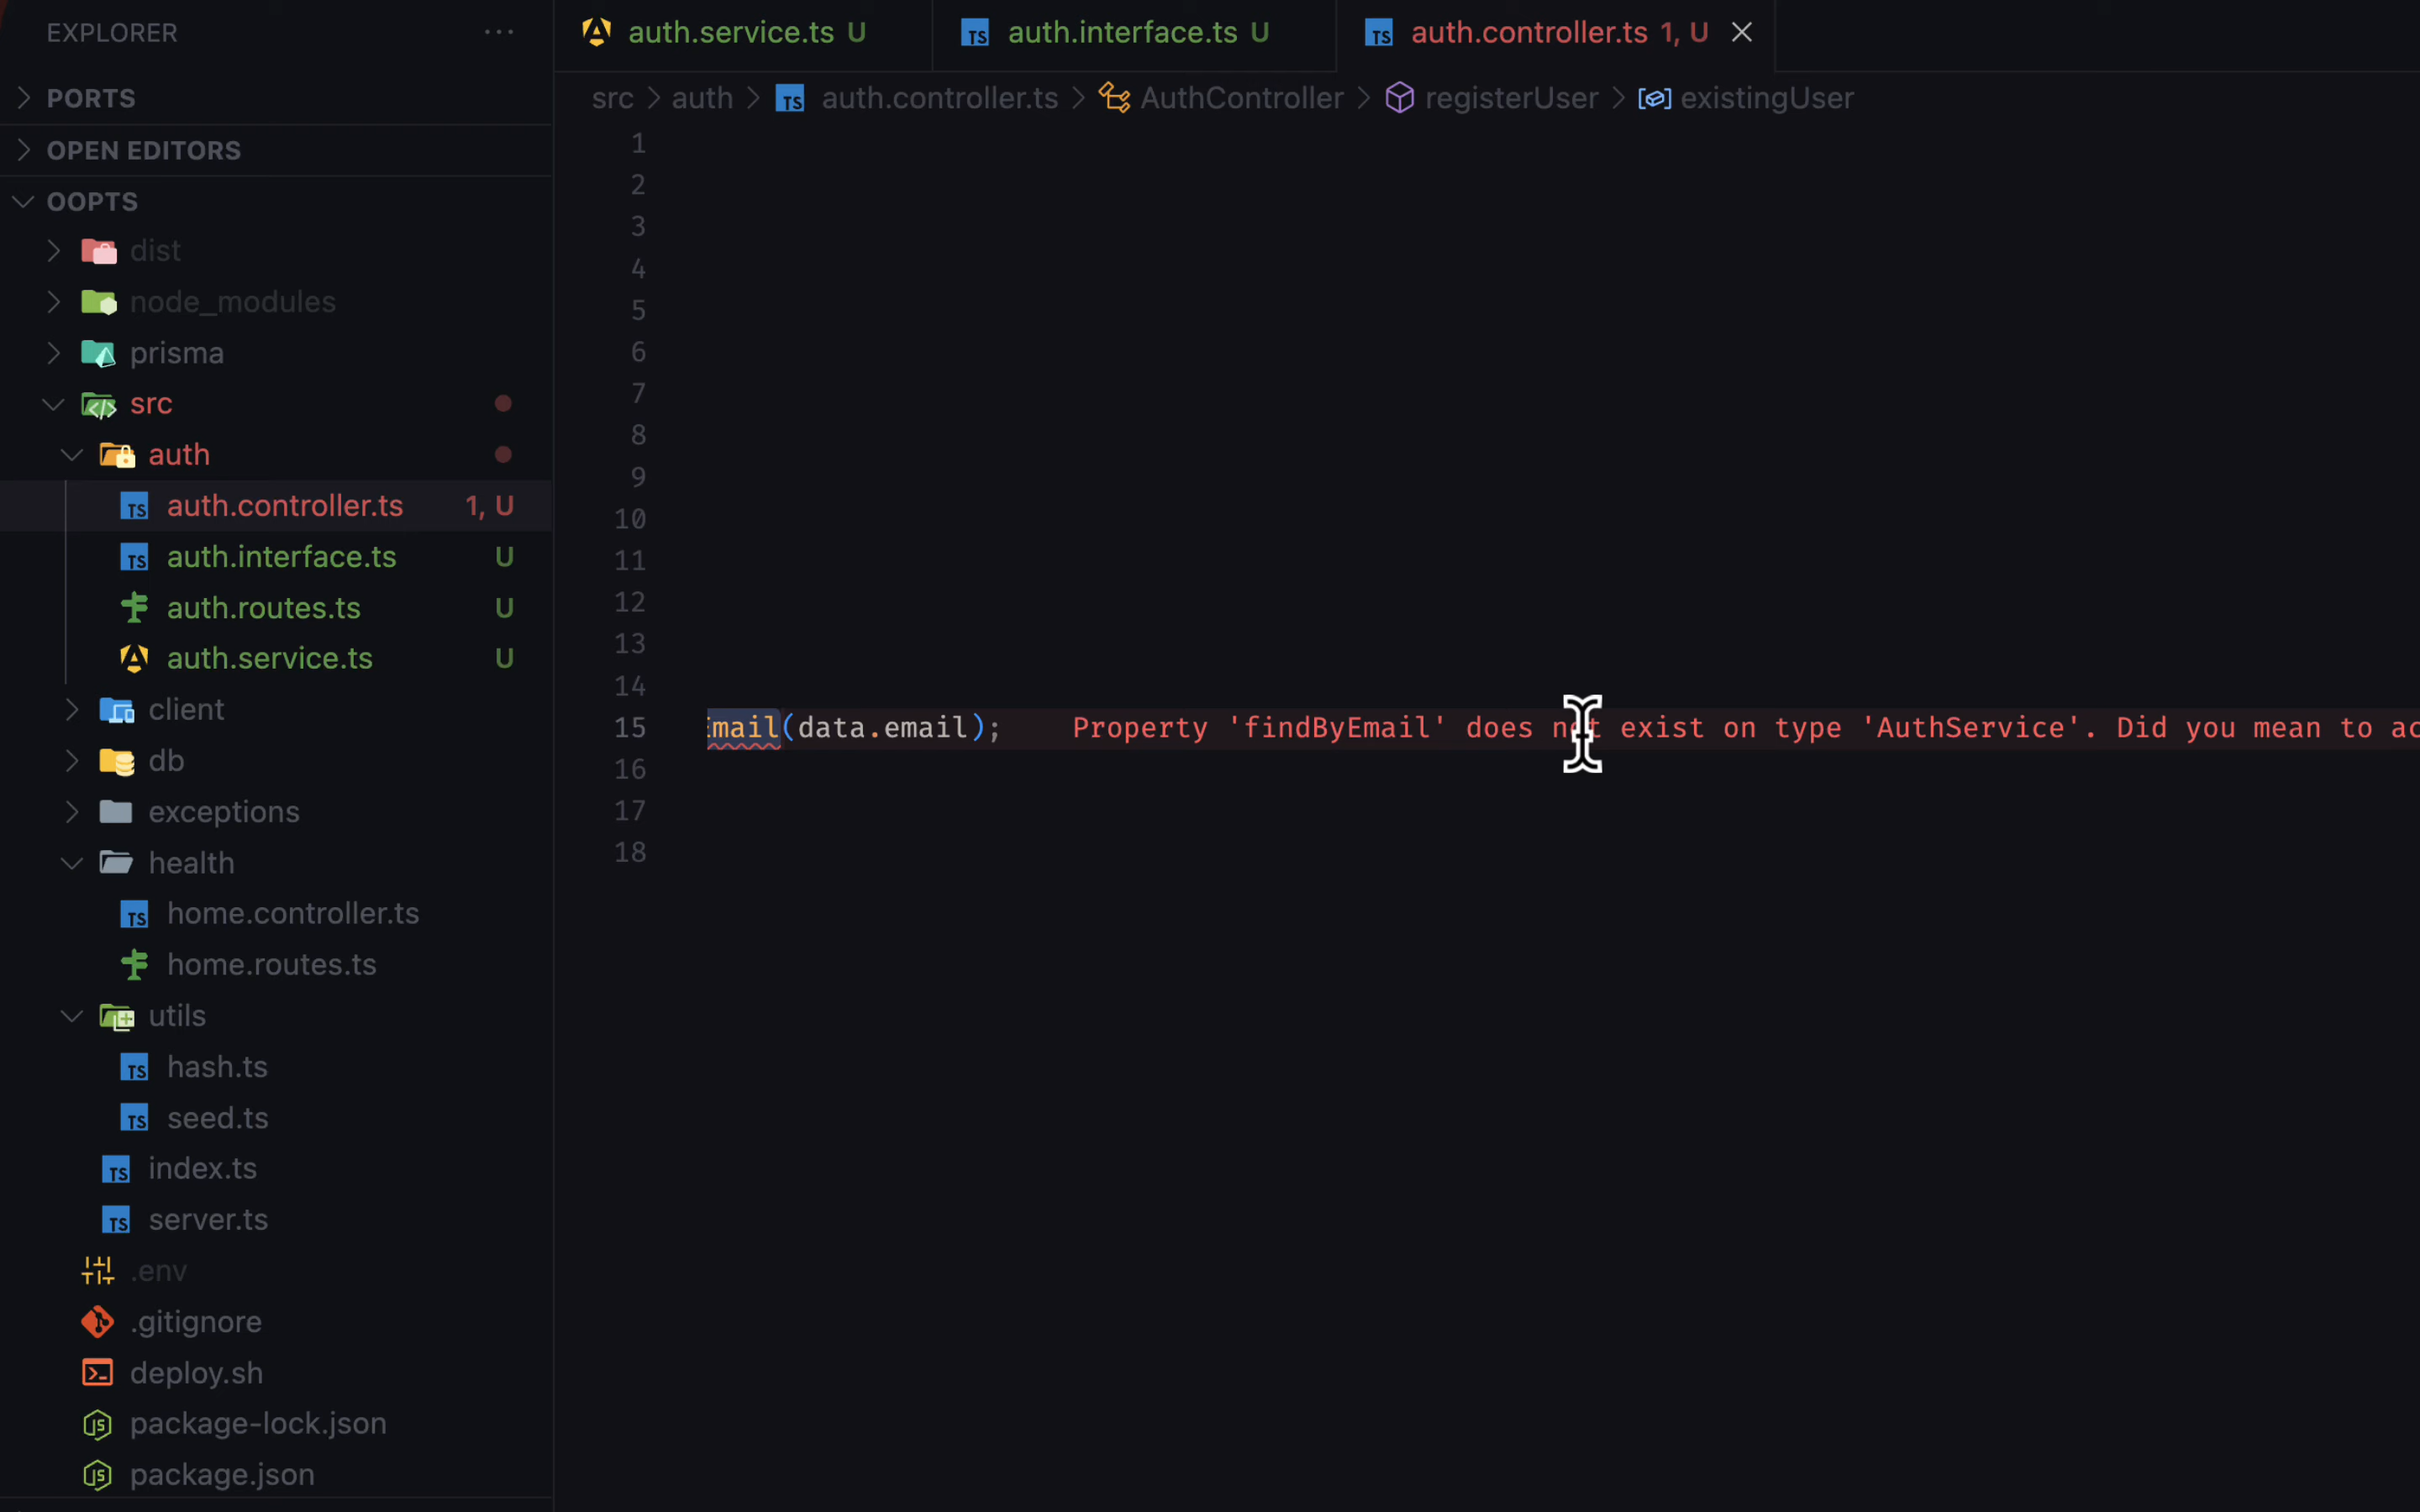 EXPLORER
PORTS
OPEN EDITORS
OOPTS
dist
node_modules
prisma
src
auth
auth.controller.ts 1, U
auth.interface.ts U
auth.routes.ts U
auth.service.ts U
client
db
exceptions
health
home.controller.ts
home.routes.ts
utils
hash.ts
seed.ts
index.ts
server.ts
.env
.gitignore
deploy.sh
package-lock.json
package.json
auth.service.ts U
auth.interface.ts U
auth.controller.ts 1, U
src > auth > auth.controller.ts > AuthController > registerUser > existingUser
1
2
3
4
5
6
7
8
9
10
11
12
13
14
15 mail(data.email); Property 'findByEmail' does not exist on type 'AuthService'. Did you mean to ac
16
17
18